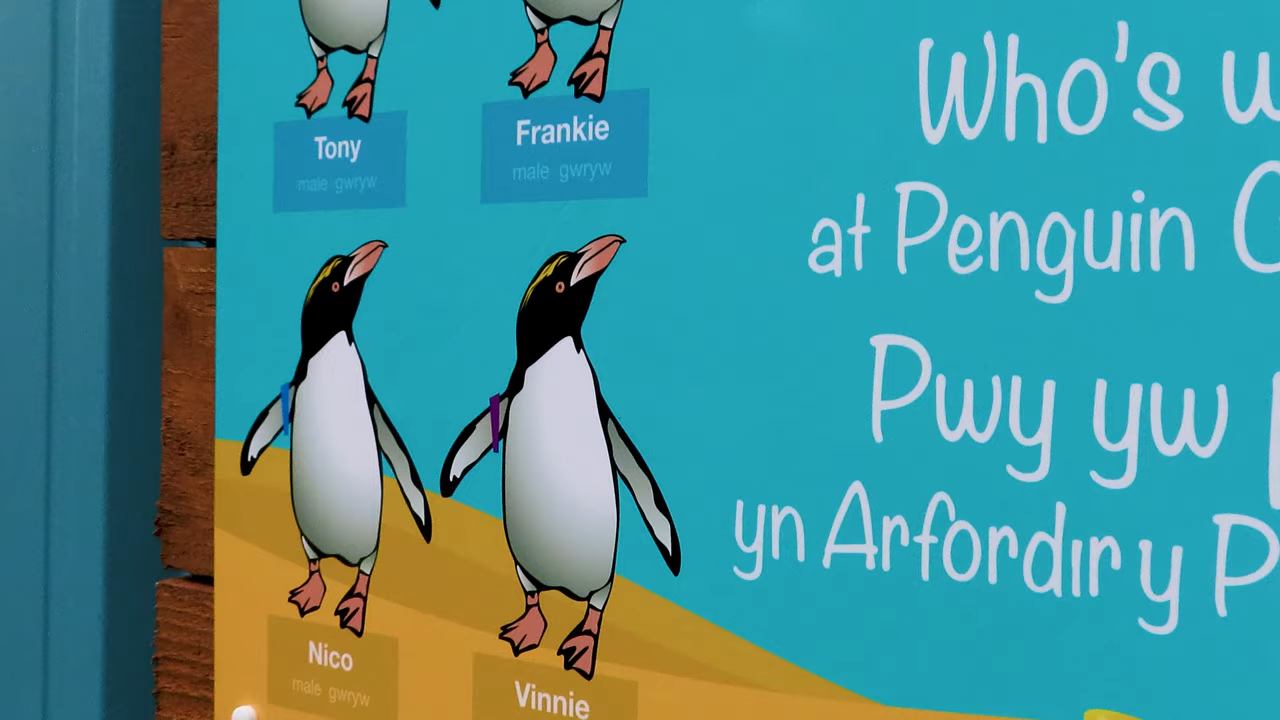 Tony
male gwryw
Frankie
male gwryw
Nico
male gwryw
Vinnie
Who's
at Penguin
Pwy yw
yn Arfordir y